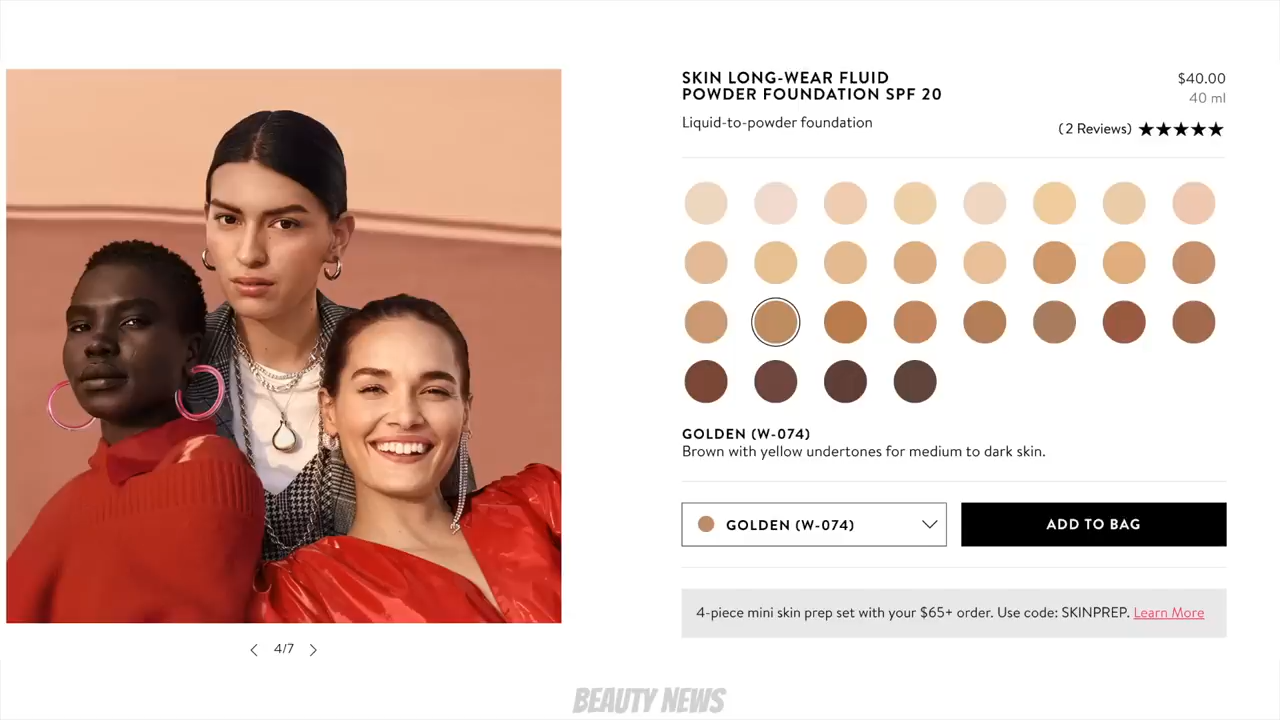 SKIN LONG-WEAR FLUID
POWDER FOUNDATION SPF 20
$40.00
40 ml
Liquid-to-powder foundation
(2 Reviews) ★★★★★
GOLDEN (W-074)
Brown with yellow undertones for medium to dark skin.
GOLDEN (W-074)
ADD TO BAG
4-piece mini skin prep set with your $65+ order. Use code: SKINPREP. Learn More
4/7
BEAUTY NEWS